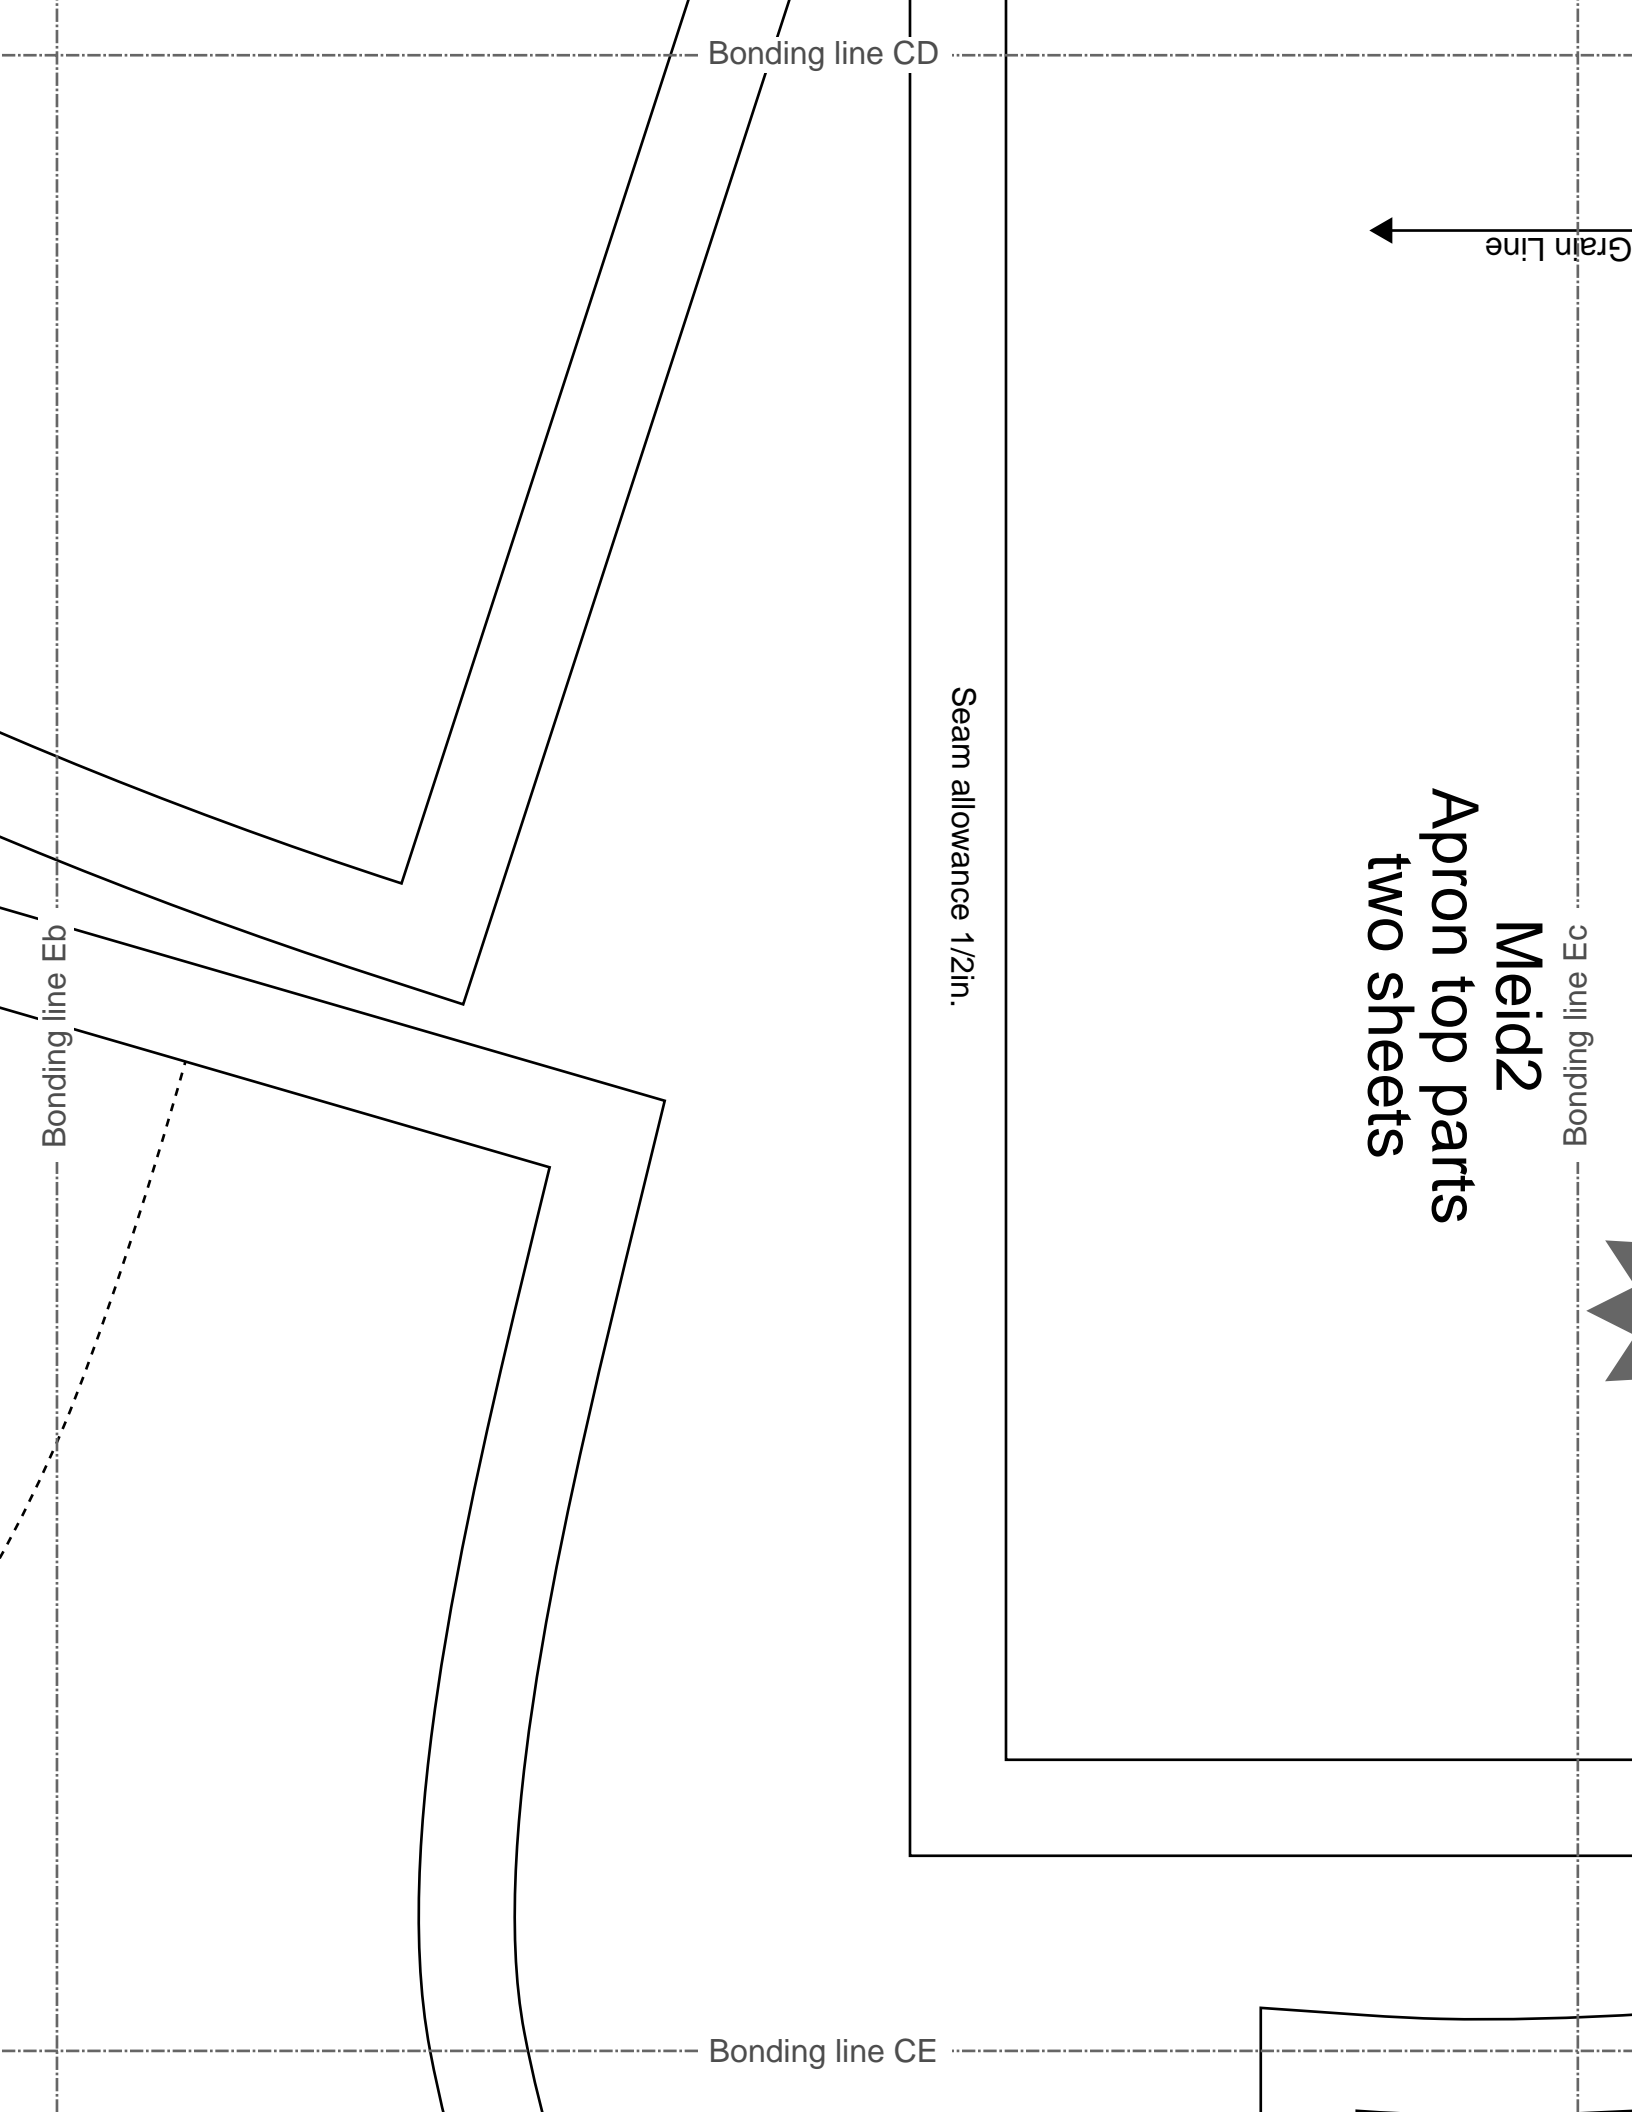 Bonding line CD
Grain Line
Seam allowance 1/2in.
Meid2
Apron top parts
two sheets
Bonding line Eb
Bonding line Ec
Bonding line CE